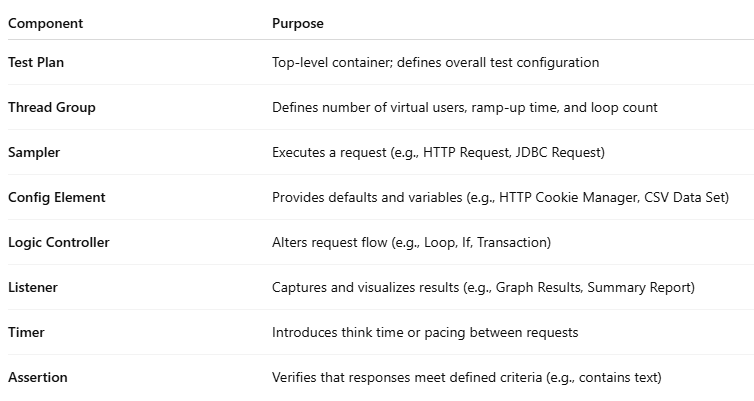 Component Purpose
Test Plan Top-level container; defines overall test configuration
Thread Group Defines number of virtual users, ramp-up time, and loop count
Sampler Executes a request (e.g., HTTP Request, JDBC Request)
Config Element Provides defaults and variables (e.g., HTTP Cookie Manager, CSV Data Set)
Logic Controller Alters request flow (e.g., Loop, If, Transaction)
Listener Captures and visualizes results (e.g., Graph Results, Summary Report)
Timer Introduces think time or pacing between requests
Assertion Verifies that responses meet defined criteria (e.g., contains text)